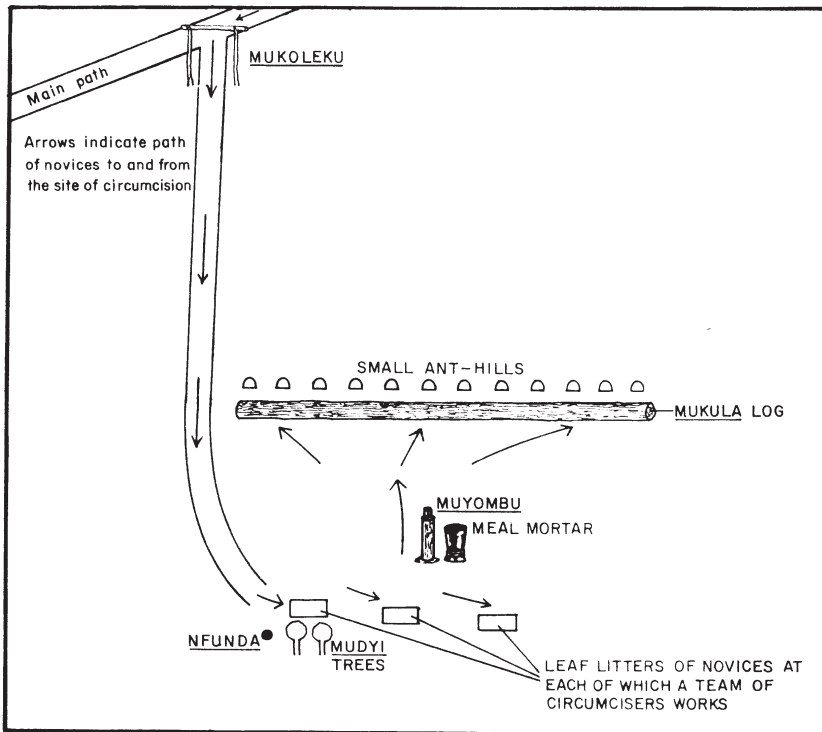 Main path
MUKOLEKU
Arrows indicate path
of novices to and from
the site of circumcision
SMALL ANT-HILLS
MUKULA LOG
MUYOMBU
MEAL MORTAR
NFUNDA
MUDYI
TREES
LEAF LITTERS OF NOVICES AT
EACH OF WHICH A TEAM OF
CIRCUMCISERS WORKS